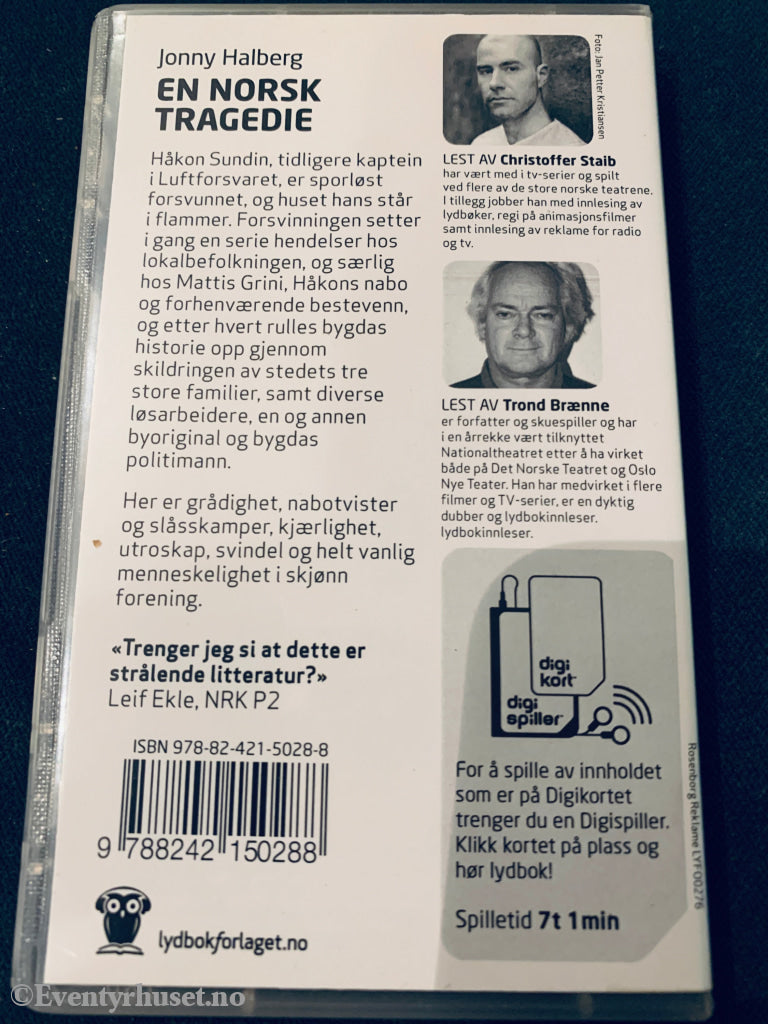 Jonny Halberg
EN NORSK
TRAGEDIE
Håkon Sundin, tidligere kaptein
i Luftforsvaret, er sporløst
forsvunnet, og huset hans står
i flammer. Forsvinningen setter
i gang en serie hendelser hos
lokalbefolkningen, og særlig
hos Mattis Grini, Håkons nabo
og forhenværende bestevenn,
og etter hvert rulles bygdas
historie opp gjennom
skildringen av stedets tre
store familier, samt diverse
løsarbeidere, en og annen
byoriginal og bygdas
politimann.
Her er grådighet, nabotvister
og slåsskamper, kjærlighet,
utroskap, svindel og helt vanlig
menneskelighet i skjønn
forening.
«Trenger jeg si at dette er
strålende litteratur?»
Leif Ekle, NRK P2
ISBN 978-82-421-5028-8
9 788242 150288
lydbokforlaget.no
Foto: Jan Petter Kristiansen
LEST AV Christoffer Staib
har vært med i tv-serier og spilt
ved flere av de store norske teatrene.
I tillegg jobber han med innlesing av
lydbøker, regi på animasjonsfilmer
samt innlesing av reklame for radio
og tv.
LEST AV Trond Brænne
er forfatter og skuespiller og har
i en årrekke vært tilknyttet
Nationaltheatret etter å ha virket
både på Det Norske Teatret og Oslo
Nye Teater. Han har medvirket i flere
filmer og TV-serier, er en dyktig
dubber og lydbokinnleser.
lydbokinnleser.
digi
kort
digi
spiller
For å spille av innholdet
som er på Digikortet
trenger du en Digispiller.
Klikk kortet på plass og
hør lydbok!
Spilletid 7t 1min
Rosenborg Reklame LYFO0276
©Eventyrhuset.no